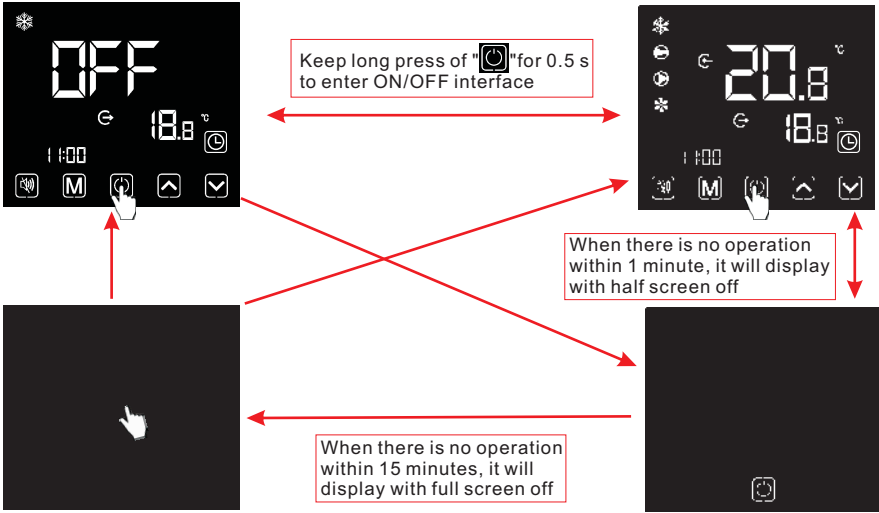 OFF
18.8 ℃
11:00
M
Keep long press of " "for 0.5 s
to enter ON/OFF interface
20.8 ℃
18.8 ℃
11:00
M
When there is no operation
within 1 minute, it will display
with half screen off
When there is no operation
within 15 minutes, it will
display with full screen off